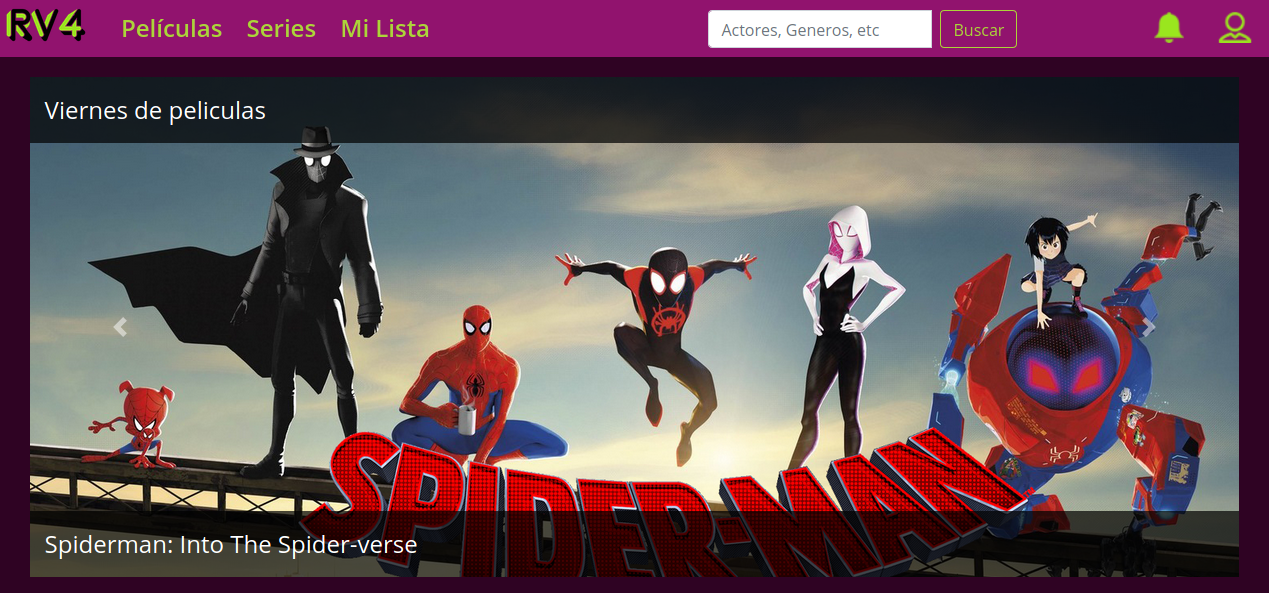 RV4
Películas Series Mi Lista
Actores, Generos, etc
Buscar
Viernes de peliculas
SPIDER-MAN
Spiderman: Into The Spider-verse